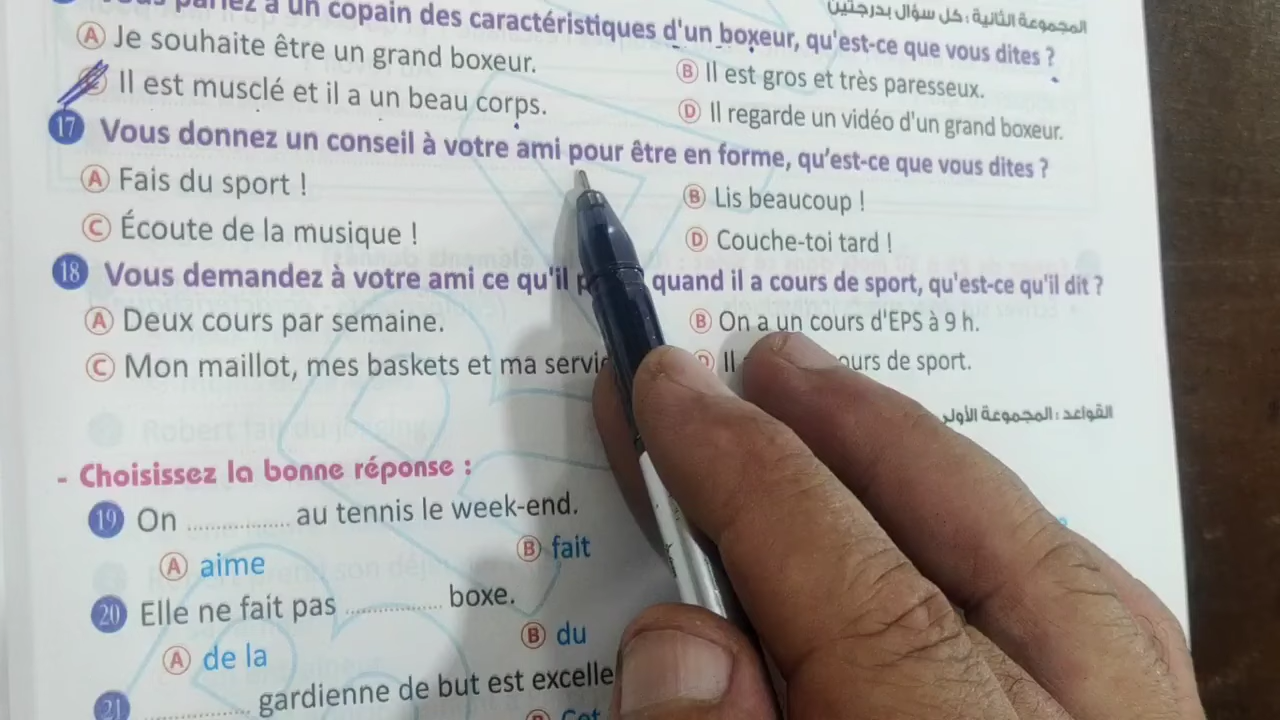 المجموعة الثانية : كل سؤال بدرجتين
parlez à un copain des caractéristiques d'un boxeur, qu'est-ce que vous dites ?
A Je souhaite être un grand boxeur.
B Il est gros et très paresseux.
Il est musclé et il a un beau corps.
D Il regarde un vidéo d'un grand boxeur.
17 Vous donnez un conseil à votre ami pour être en forme, qu'est-ce que vous dites ?
A Fais du sport !
B Lis beaucoup !
C Écoute de la musique !
D Couche-toi tard !
18 Vous demandez à votre ami ce qu'il quand il a cours de sport, qu'est-ce qu'il dit ?
A Deux cours par semaine.
B On a un cours d'EPS à 9 h.
C Mon maillot, mes baskets et ma
D Il de sport.
القواعد : المجموعة الأولى
- Choisissez la bonne réponse :
19 On ................ au tennis le week-end.
A aime
B fait
20 Elle ne fait pas ................ boxe.
A de la
B du
21 ................ gardienne de but est